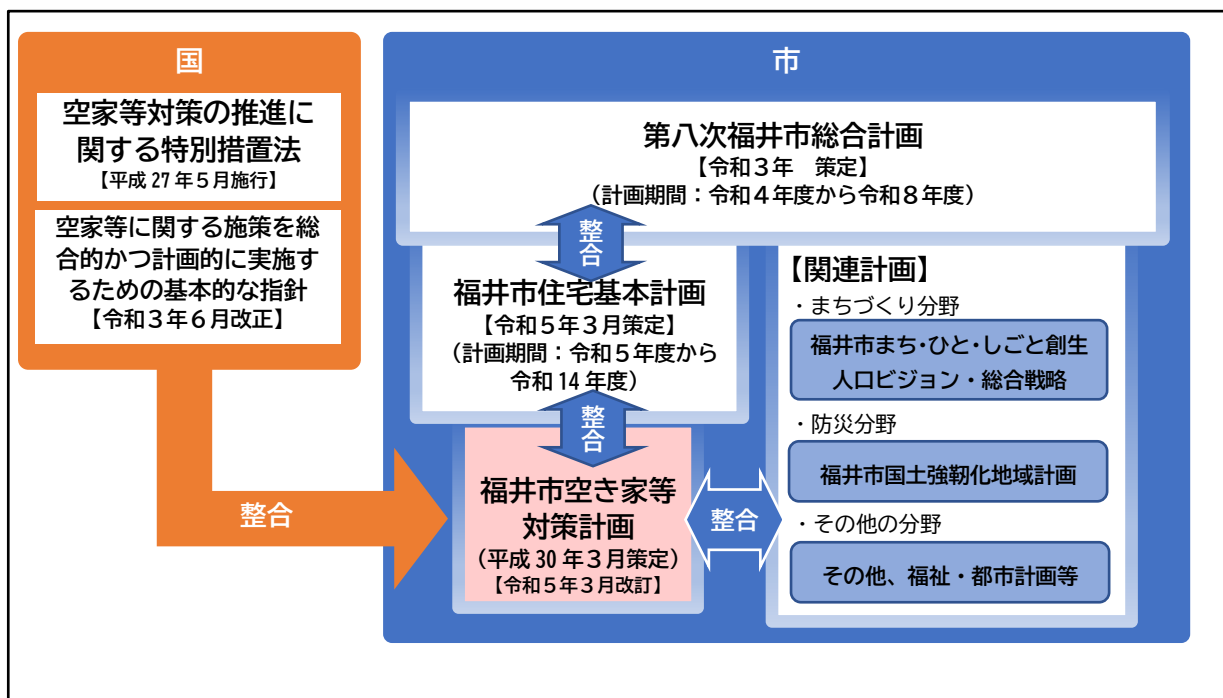 国
空家等対策の推進に
関する特別措置法
【平成 27 年５月施行】
空家等に関する施策を総
合的かつ計画的に実施す
るための基本的な指針
【令和３年６月改正】
整合
市
第八次福井市総合計画
【令和３年　策定】
（計画期間：令和４年度から令和８年度）
整合
福井市住宅基本計画
【令和５年３月策定】
（計画期間：令和５年度から
令和 14 年度）
整合
福井市空き家等
対策計画
（平成 30 年３月策定）
【令和５年３月改訂】
整合
【関連計画】
・まちづくり分野
福井市まち・ひと・しごと創生
人口ビジョン・総合戦略
・防災分野
福井市国土強靭化地域計画
・その他の分野
その他、福祉・都市計画等